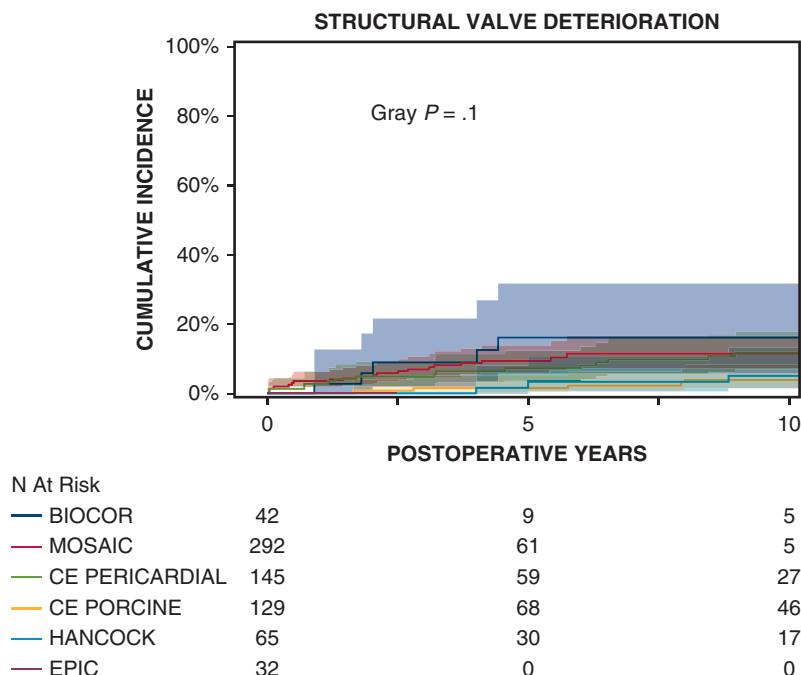 STRUCTURAL VALVE DETERIORATION
100%
80%
60%
40%
20%
0%
CUMULATIVE INCIDENCE
Gray P = .1
0 5 10
POSTOPERATIVE YEARS
N At Risk
BIOCOR 42 9 5
MOSAIC 292 61 5
CE PERICARDIAL 145 59 27
CE PORCINE 129 68 46
HANCOCK 65 30 17
EPIC 32 0 0